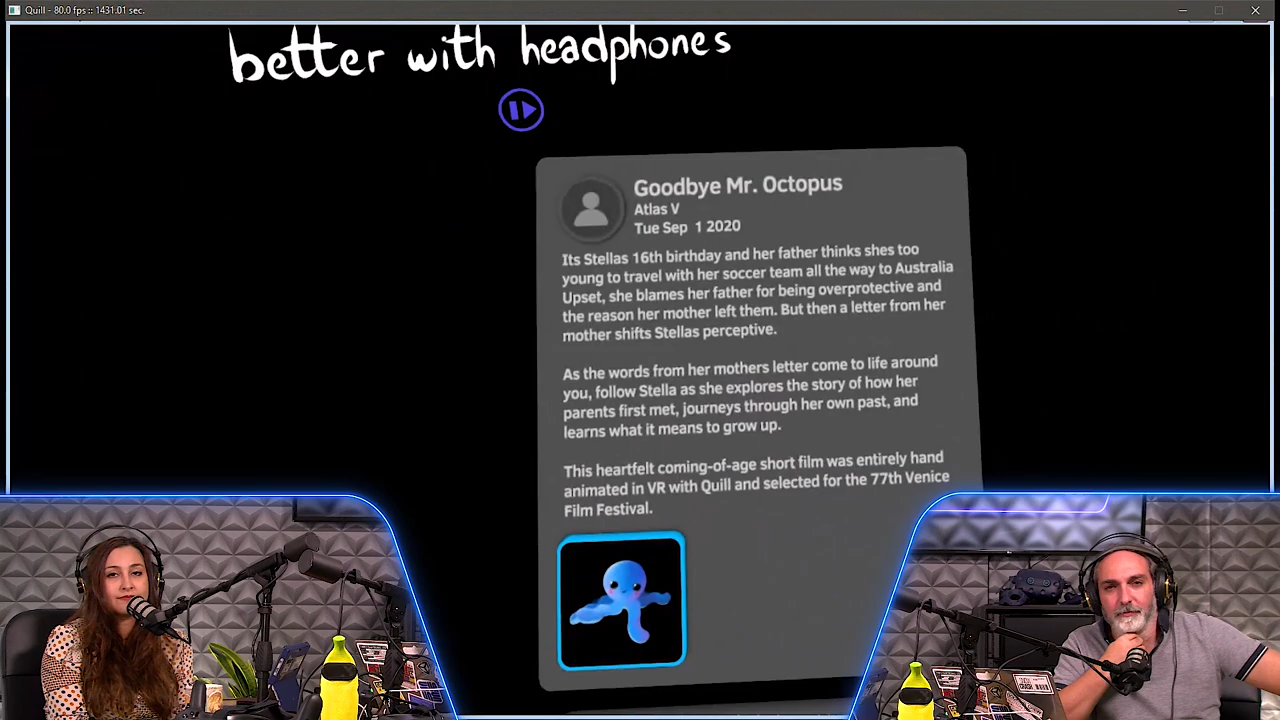 Quill - 80.0 fps :: 1431.01 sec.
better with headphones
Goodbye Mr. Octopus
Atlas V
Tue Sep 1 2020
Its Stellas 16th birthday and her father thinks shes too
young to travel with her soccer team all the way to Australia
Upset, she blames her father for being overprotective and
the reason her mother left them. But then a letter from her
mother shifts Stellas perceptive.
As the words from her mothers letter come to life around
you, follow Stella as she explores the story of how her
parents first met, journeys through her own past, and
learns what it means to grow up.
This heartfelt coming-of-age short film was entirely hand
animated in VR with Quill and selected for the 77th Venice
Film Festival.